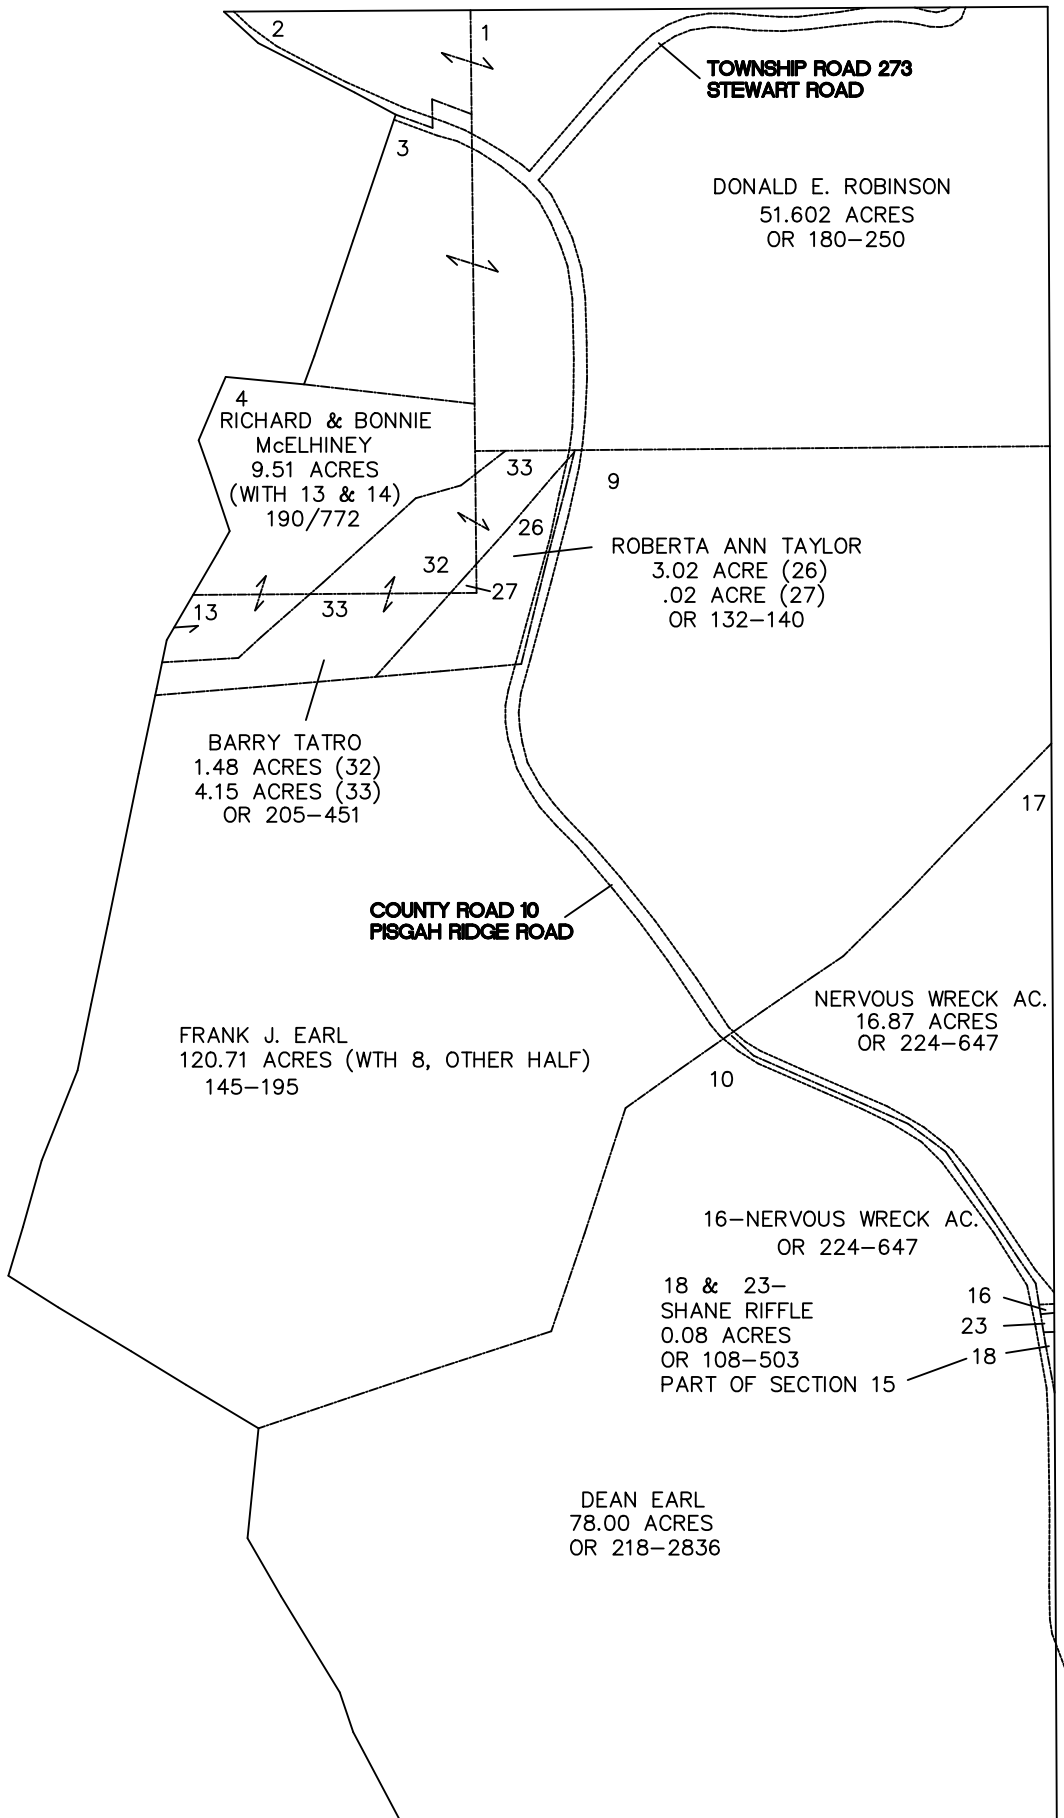 2
1
TOWNSHIP ROAD 273
STEWART ROAD
3
DONALD E. ROBINSON
51.602 ACRES
OR 180-250
4
RICHARD & BONNIE
McELHINEY
9.51 ACRES
(WITH 13 & 14)
190/772
33
9
26
ROBERTA ANN TAYLOR
3.02 ACRE (26)
.02 ACRE (27)
OR 132-140
32
27
13
33
BARRY TATRO
1.48 ACRES (32)
4.15 ACRES (33)
OR 205-451
17
COUNTY ROAD 10
PISGAH RIDGE ROAD
NERVOUS WRECK AC.
16.87 ACRES
OR 224-647
FRANK J. EARL
120.71 ACRES (WTH 8, OTHER HALF)
145-195
10
16-NERVOUS WRECK AC.
OR 224-647
18 & 23-
SHANE RIFFLE
0.08 ACRES
OR 108-503
PART OF SECTION 15
16
23
18
DEAN EARL
78.00 ACRES
OR 218-2836